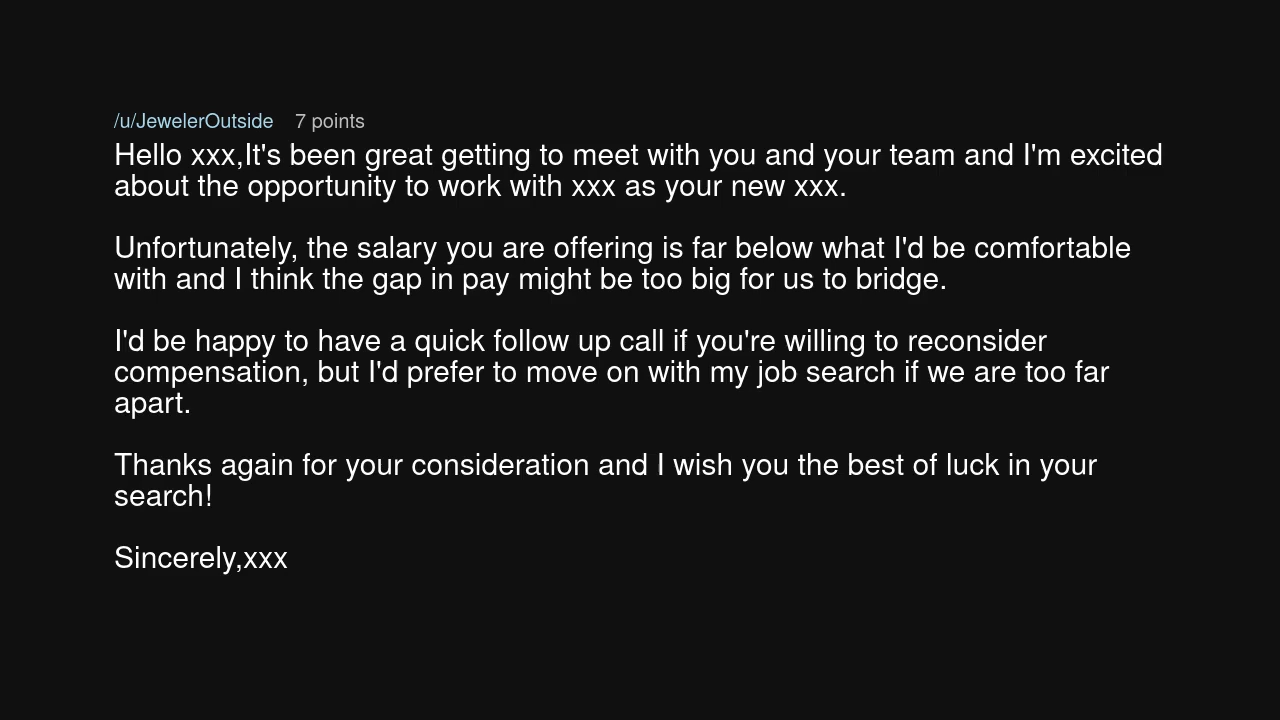 /u/JewelerOutside 7 points
Hello xxx,It's been great getting to meet with you and your team and I'm excited
about the opportunity to work with xxx as your new xxx.
Unfortunately, the salary you are offering is far below what I'd be comfortable
with and I think the gap in pay might be too big for us to bridge.
I'd be happy to have a quick follow up call if you're willing to reconsider
compensation, but I'd prefer to move on with my job search if we are too far
apart.
Thanks again for your consideration and I wish you the best of luck in your
search!
Sincerely,xxx